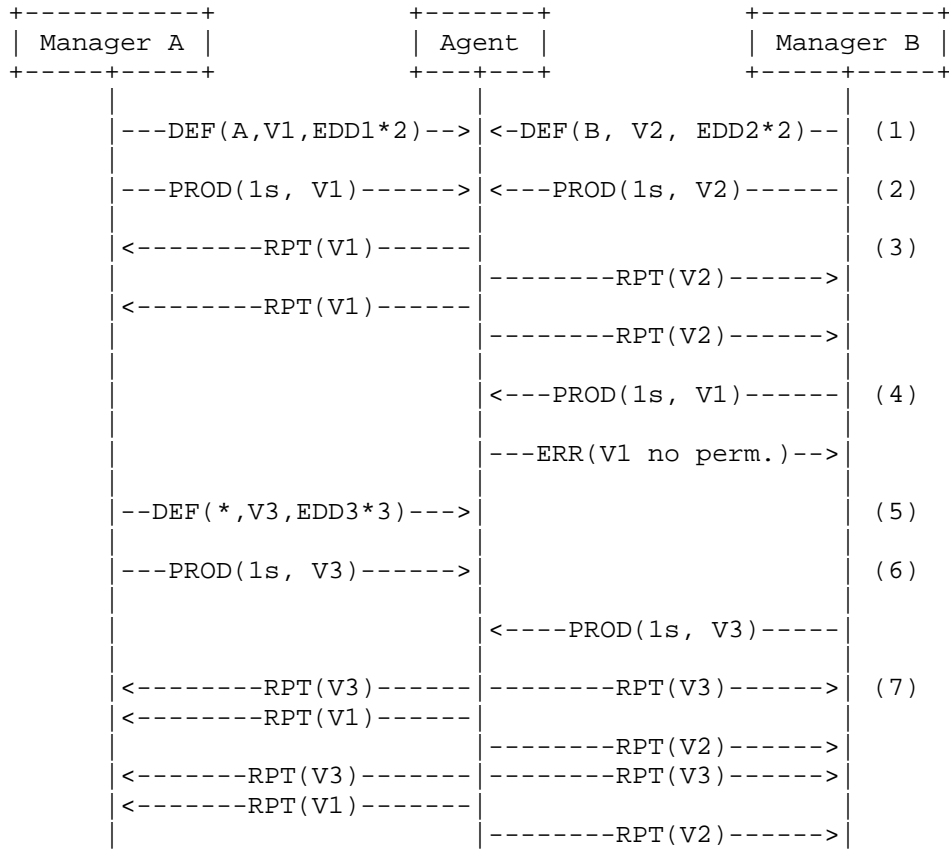 Manager A Agent Manager B
---DEF(A,V1,EDD1*2)-->|<-DEF(B, V2, EDD2*2)--| (1)
---PROD(1s, V1)------>|<---PROD(1s, V2)------| (2)
<--------RPT(V1)------| (3)
|--------RPT(V2)------>|
<--------RPT(V1)------|
|--------RPT(V2)------>|
|<---PROD(1s, V1)------| (4)
|---ERR(V1 no perm.)-->|
|--DEF(*,V3,EDD3*3)--->| (5)
|---PROD(1s, V3)------>| (6)
|<----PROD(1s, V3)-----|
|<--------RPT(V3)------|--------RPT(V3)------>| (7)
|<--------RPT(V1)------|
|--------RPT(V2)------>|
|<-------RPT(V3)-------|--------RPT(V3)------>|
|<-------RPT(V1)-------|
|--------RPT(V2)------>|